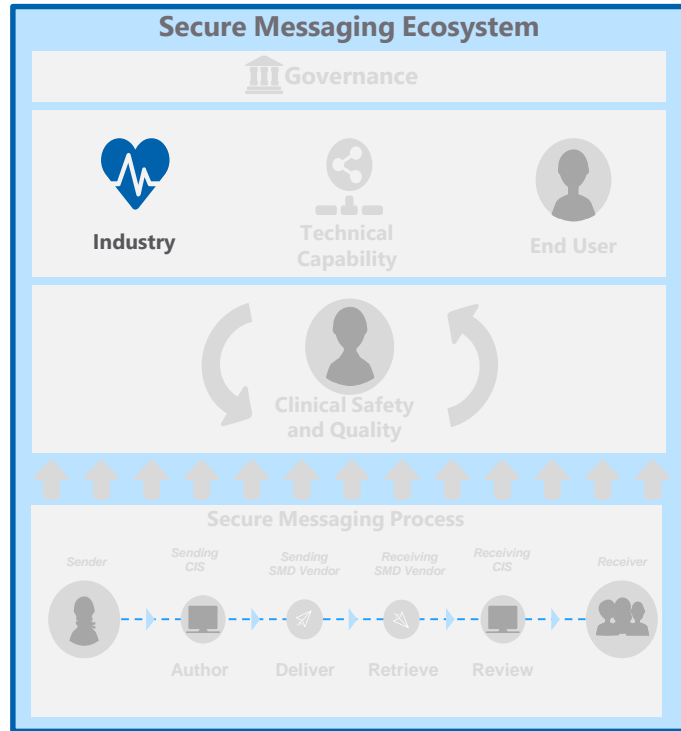 Secure Messaging Ecosystem
Governance
Industry
Technical
Capability
End User
Clinical Safety
and Quality
Secure Messaging Process
Sender
Sending
CIS
Sending
SMD Vendor
Receiving
SMD Vendor
Receiving
CIS
Receiver
Author
Deliver
Retrieve
Review